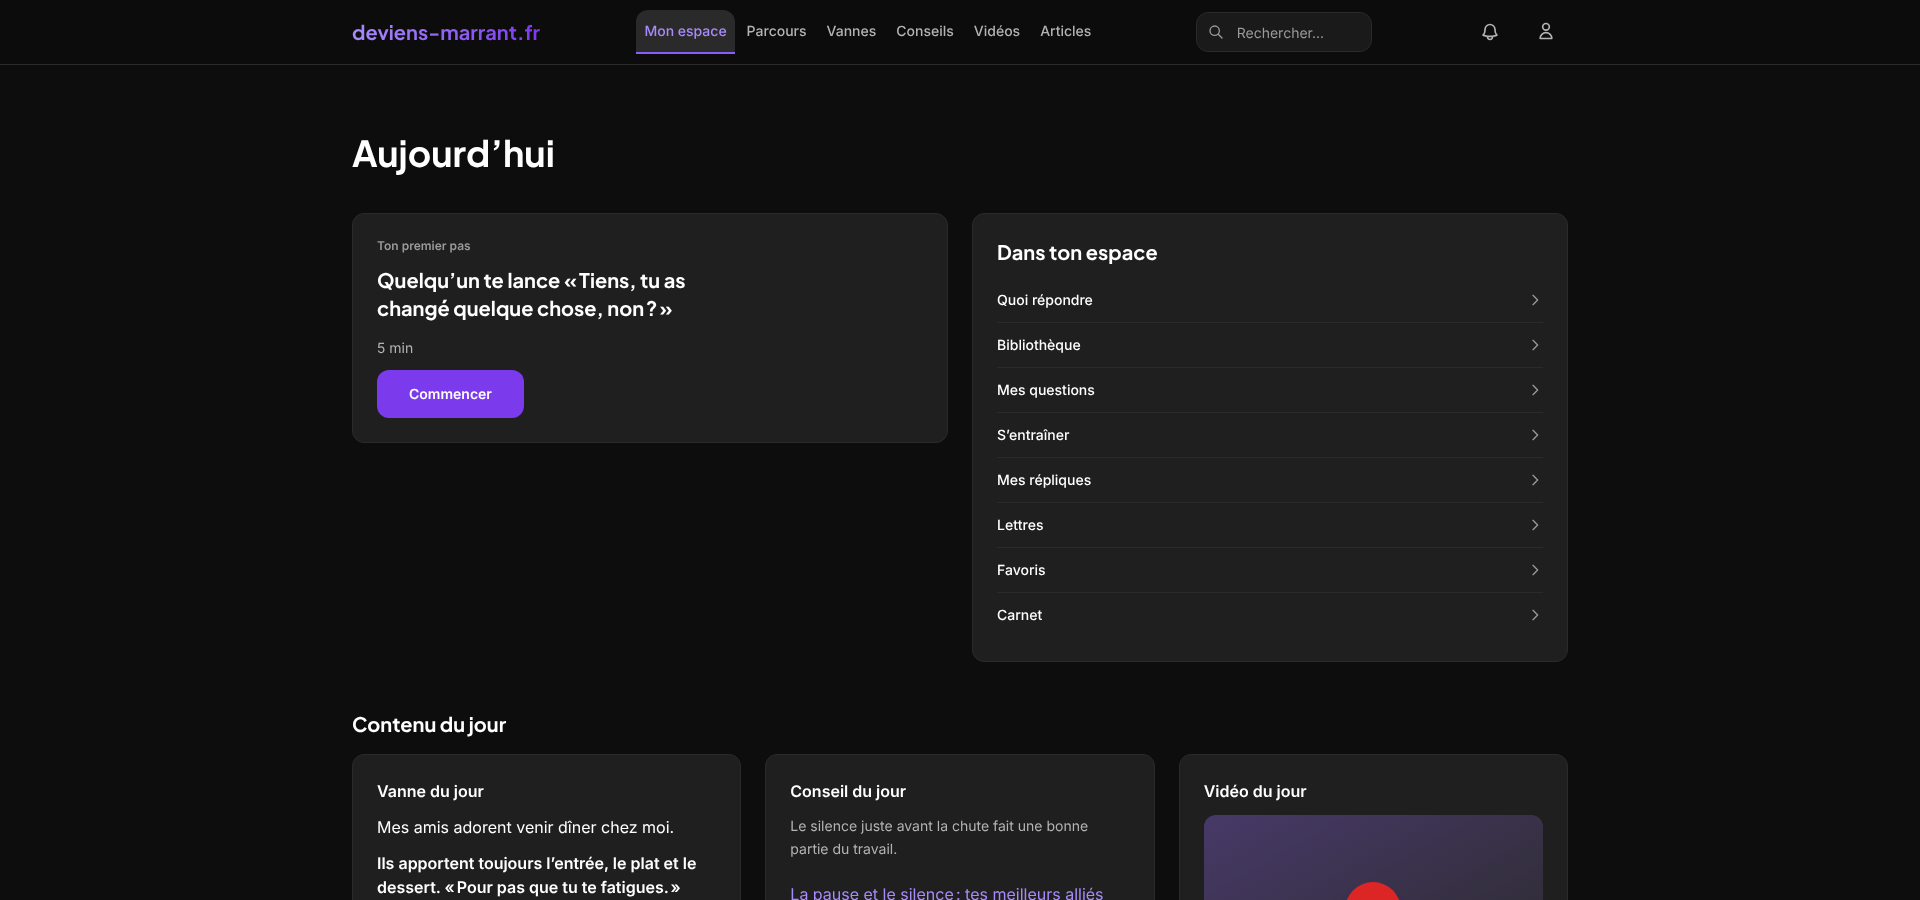 deviens-marrant.fr
Mon espace
Parcours
Vannes
Conseils
Vidéos
Articles
Rechercher...
Aujourd’hui
Ton premier pas
Quelqu’un te lance « Tiens, tu as
changé quelque chose, non ? »
5 min
Commencer
Dans ton espace
Quoi répondre
Bibliothèque
Mes questions
S’entraîner
Mes répliques
Lettres
Favoris
Carnet
Contenu du jour
Vanne du jour
Mes amis adorent venir dîner chez moi.
Ils apportent toujours l’entrée, le plat et le
dessert. « Pour pas que tu te fatigues. »
Conseil du jour
Le silence juste avant la chute fait une bonne
partie du travail.
La pause et le silence : tes meilleurs alliés
Vidéo du jour